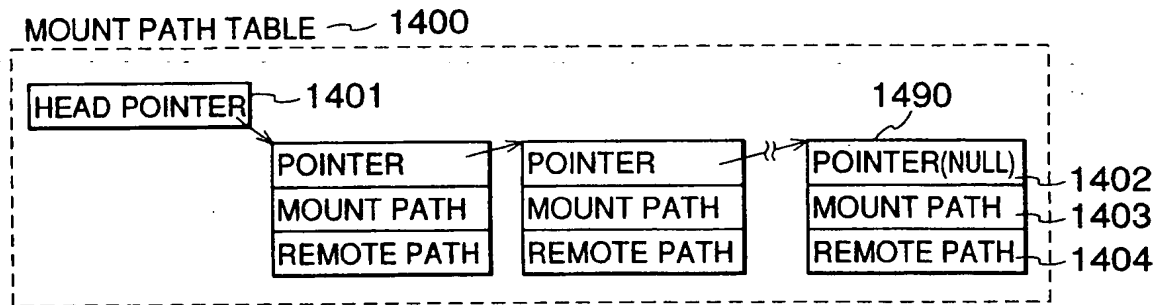 MOUNT PATH TABLE 1400
HEAD POINTER 1401
1490
POINTER POINTER POINTER(NULL) 1402
MOUNT PATH MOUNT PATH MOUNT PATH 1403
REMOTE PATH REMOTE PATH REMOTE PATH 1404